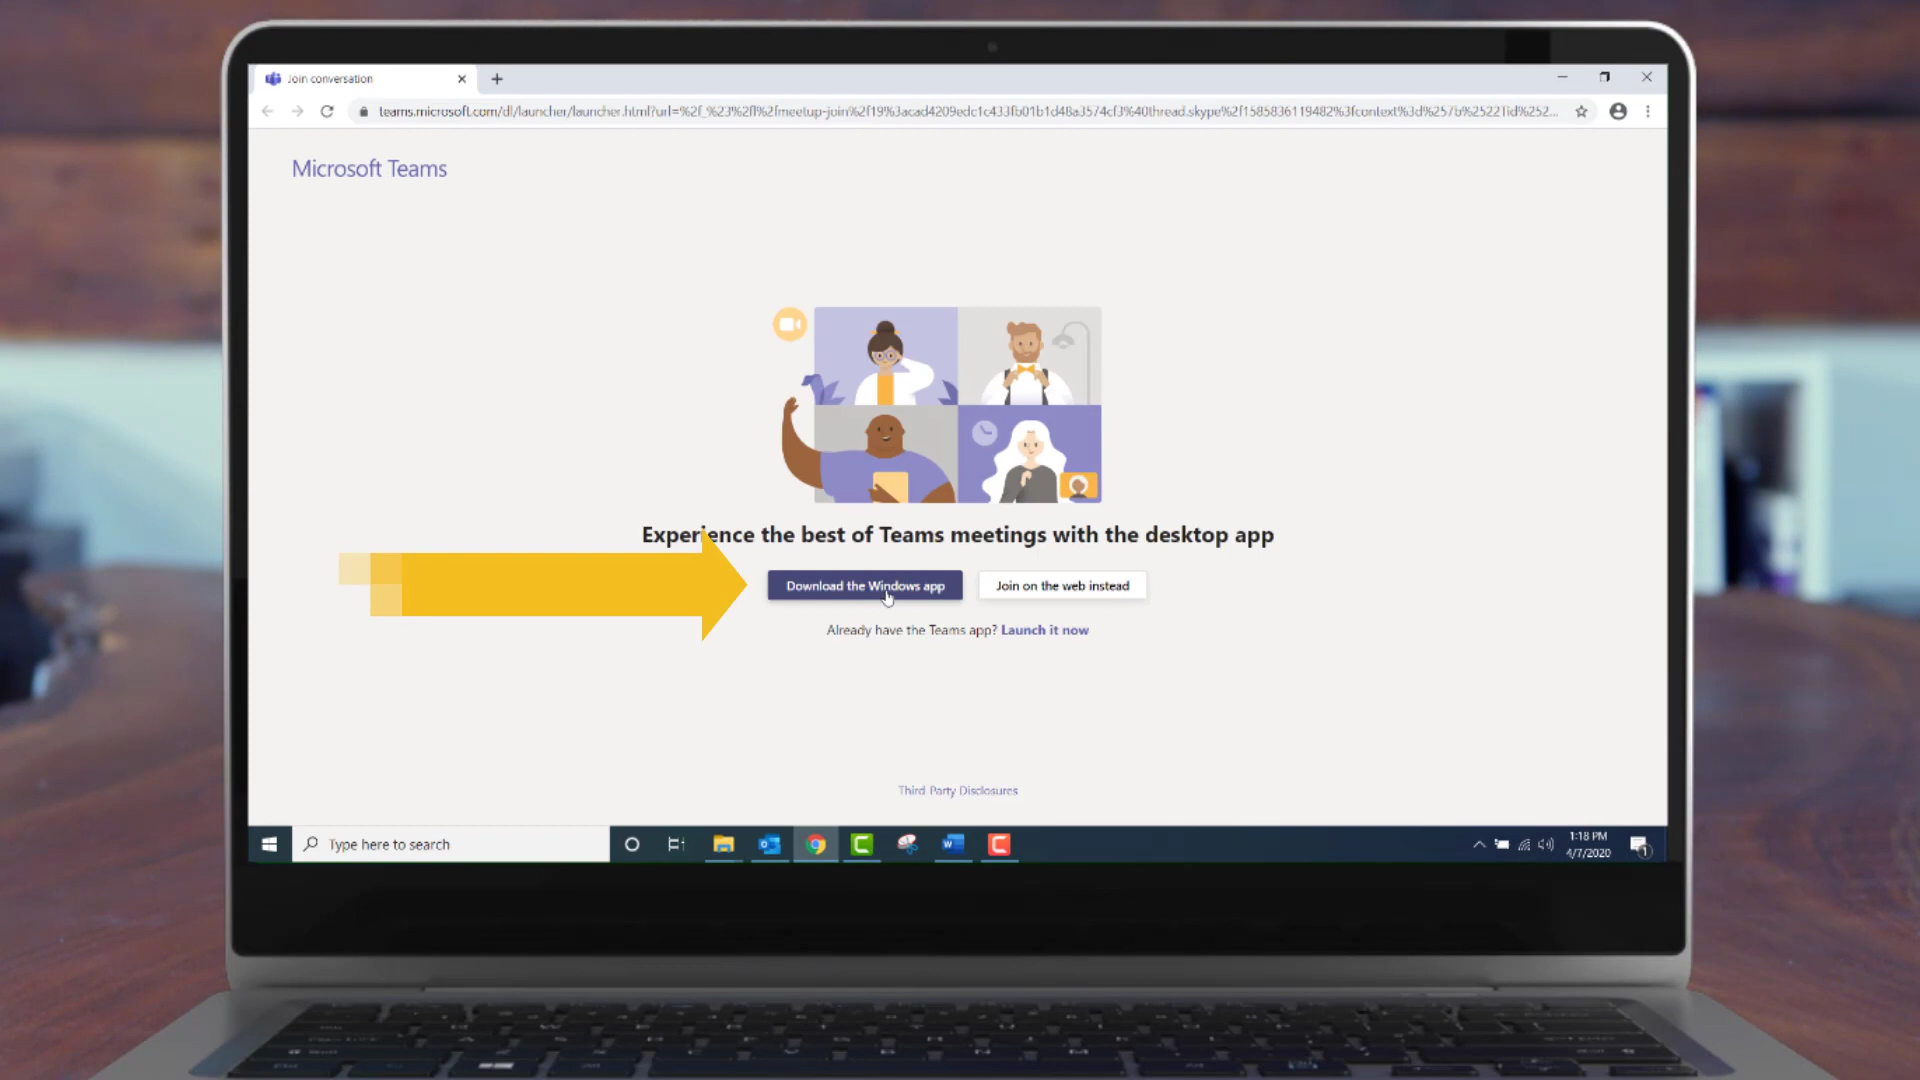 Join conversation
Microsoft Teams
Experience the best of Teams meetings with the desktop app
Download the Windows app
Join on the web instead
Already have the Teams app? Launch it now
Third Party Disclosures
Type here to search
1:18 PM
4/7/2020
1